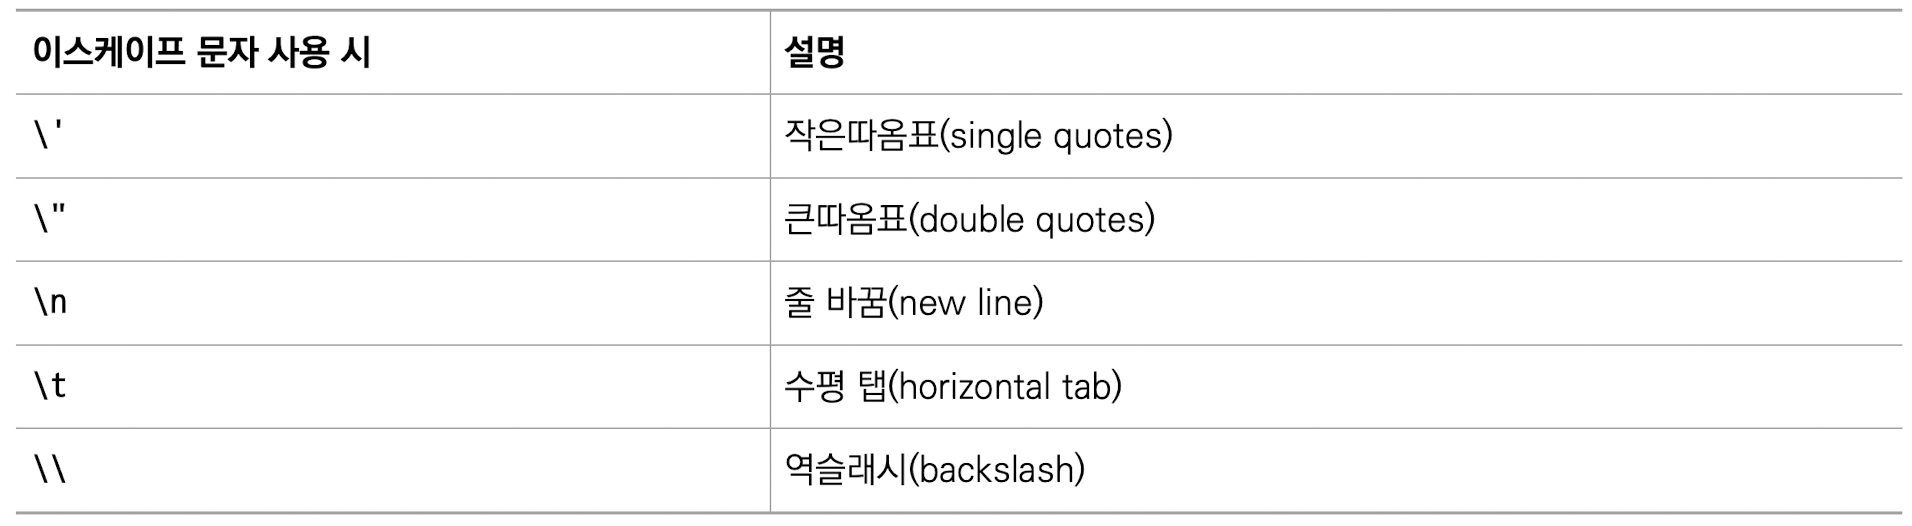 이스케이프 문자 사용 시 설명
\' 작은따옴표(single quotes)
\" 큰따옴표(double quotes)
\n 줄 바꿈(new line)
\t 수평 탭(horizontal tab)
\\ 역슬래시(backslash)